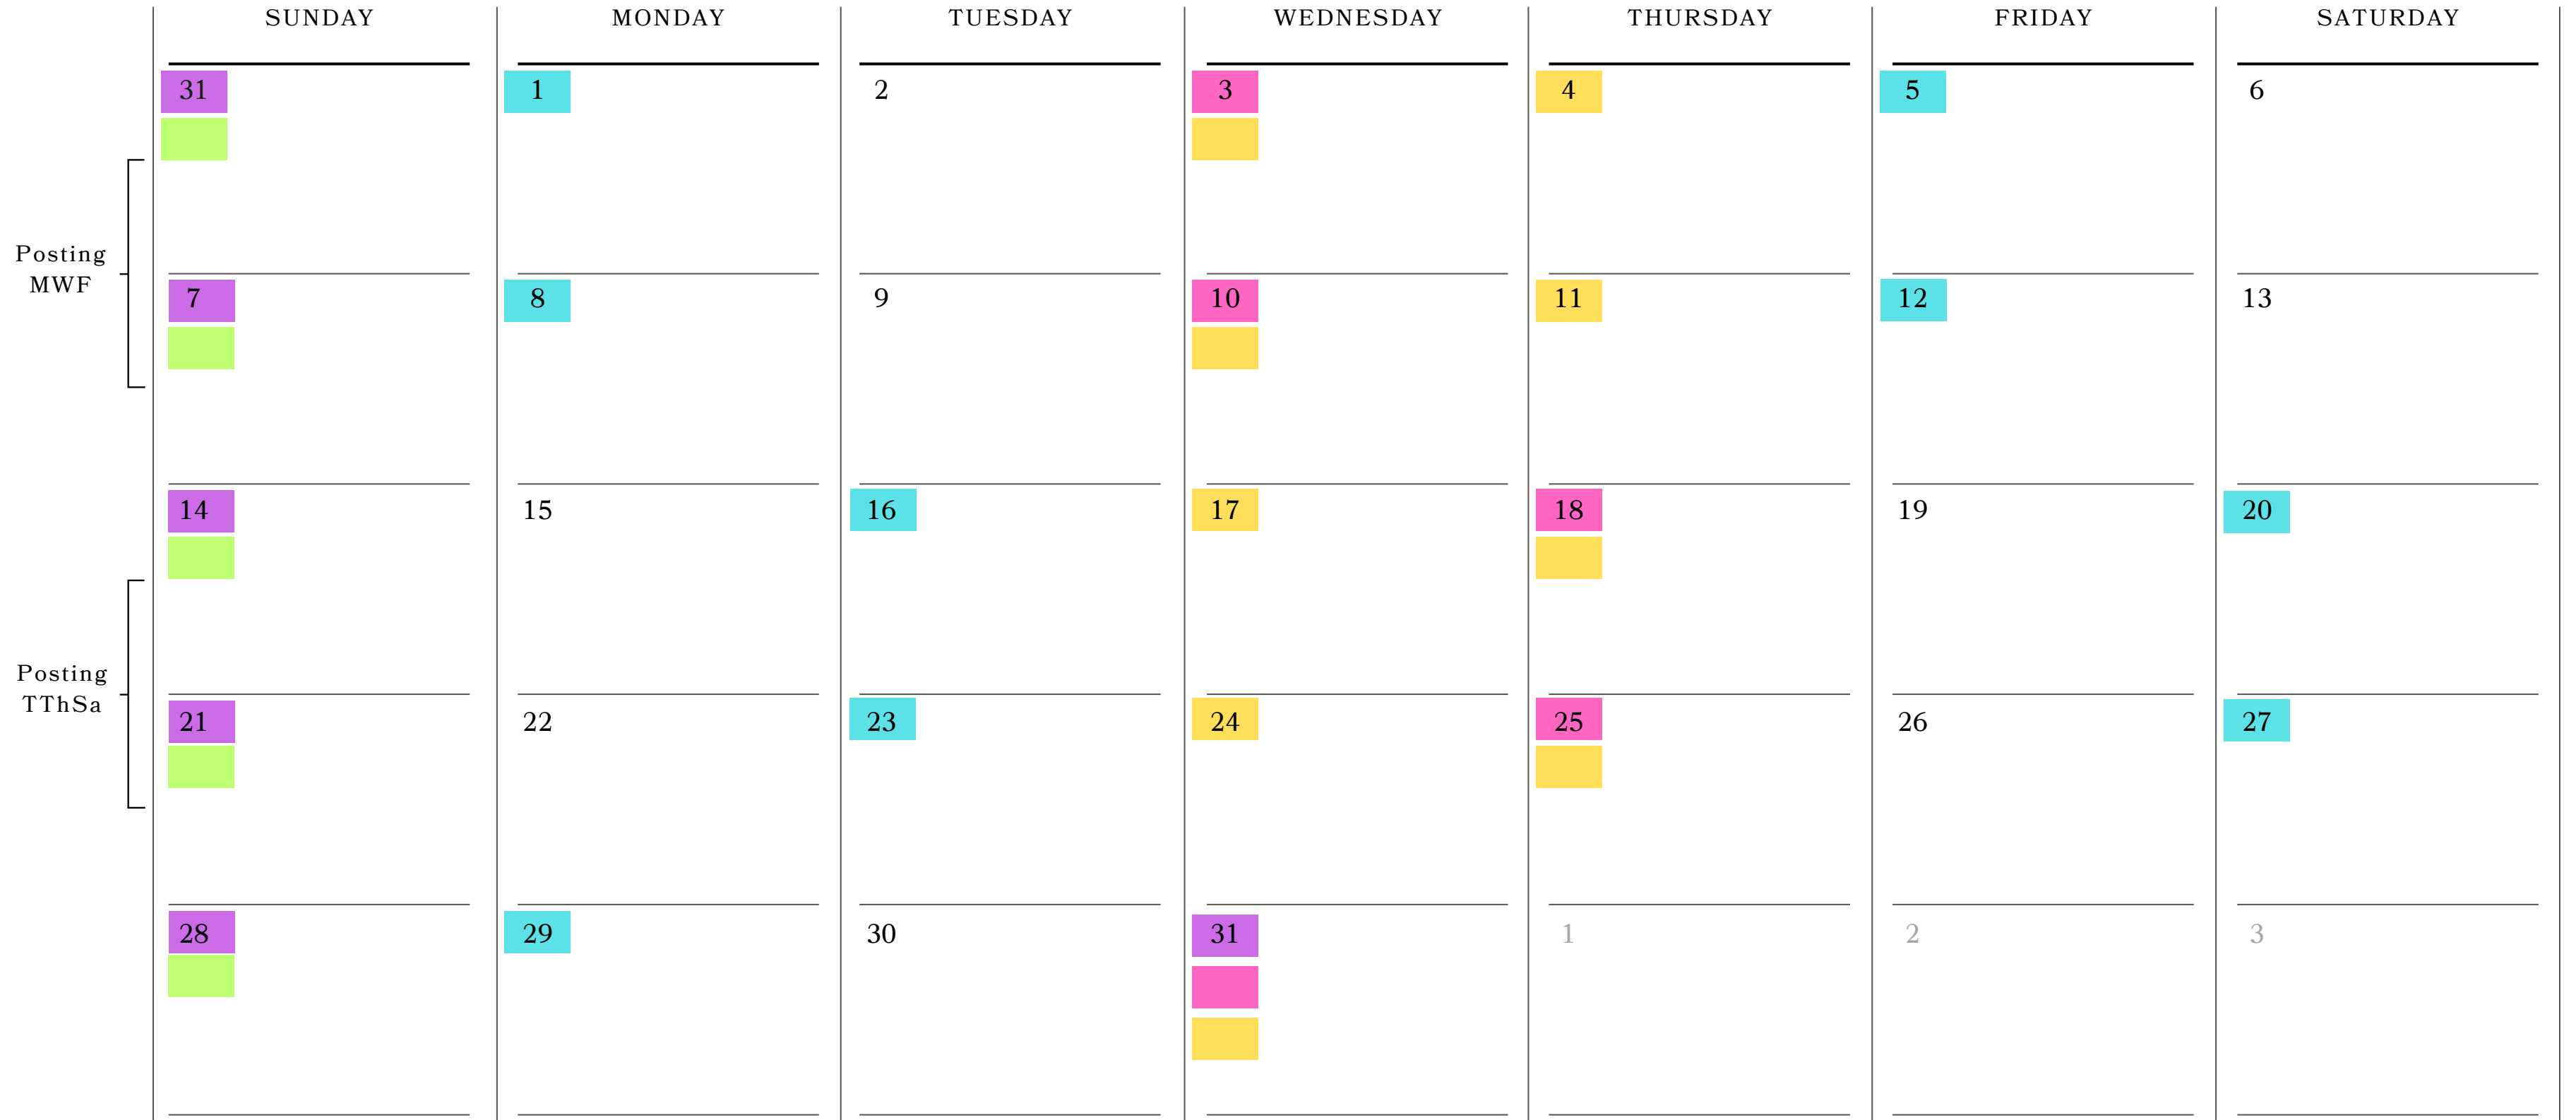 SUNDAY MONDAY TUESDAY WEDNESDAY THURSDAY FRIDAY SATURDAY
31 1 2 3 4 5 6
Posting
MWF
7 8 9 10 11 12 13
14 15 16 17 18 19 20
Posting
TThSa
21 22 23 24 25 26 27
28 29 30 31 1 2 3